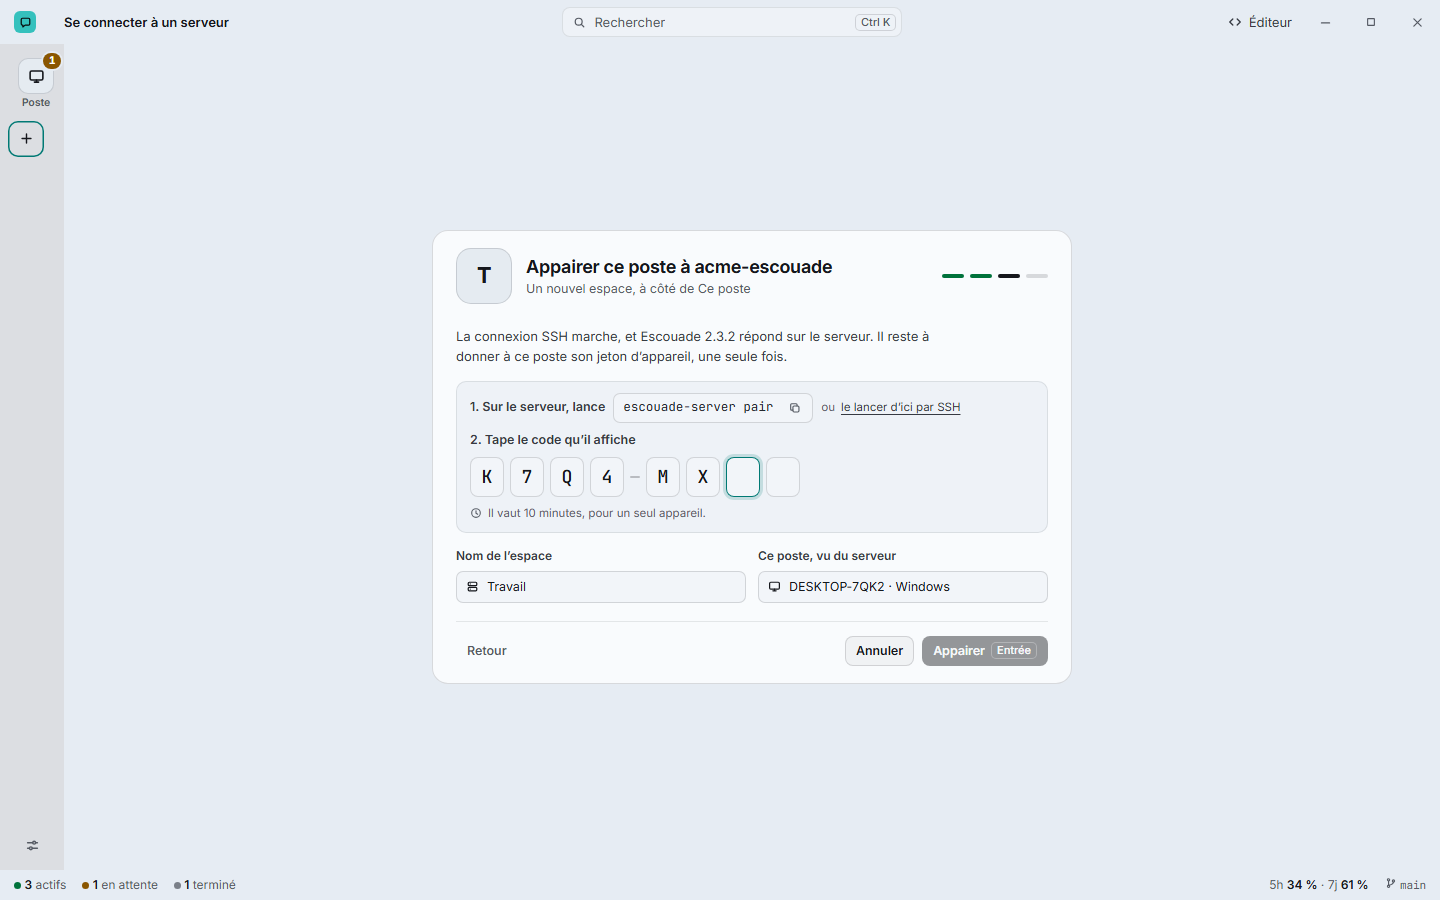 Se connecter à un serveur
Rechercher
Ctrl K
Éditeur
1
Poste
T
Appairer ce poste à acme-escouade
Un nouvel espace, à côté de Ce poste
La connexion SSH marche, et Escouade 2.3.2 répond sur le serveur. Il reste à
donner à ce poste son jeton d’appareil, une seule fois.
1. Sur le serveur, lance escouade-server pair ou le lancer d’ici par SSH
2. Tape le code qu’il affiche
K 7 Q 4 – M X
Il vaut 10 minutes, pour un seul appareil.
Nom de l’espace
Travail
Ce poste, vu du serveur
DESKTOP-7QK2 · Windows
Retour
Annuler
Appairer Entrée
3 actifs 1 en attente 1 terminé
5h 34 % · 7j 61 % main